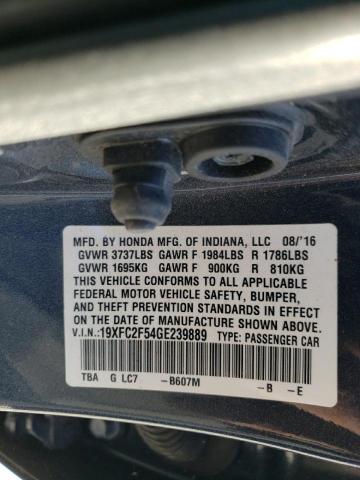 MFD. BY HONDA MFG. OF INDIANA, LLC 08/'16
GVWR 3737LBS GAWR F 1984LBS R 1786LBS
GVWR 1695KG GAWR F 900KG R 810KG
THIS VEHICLE CONFORMS TO ALL APPLICABLE
FEDERAL MOTOR VEHICLE SAFETY, BUMPER,
AND THEFT PREVENTION STANDARDS IN EFFECT
ON THE DATE OF MANUFACTURE SHOWN ABOVE.
V.I.N.:19XFC2F54GE239889 TYPE: PASSENGER CAR
TBA G LC7 -B607M -B -E